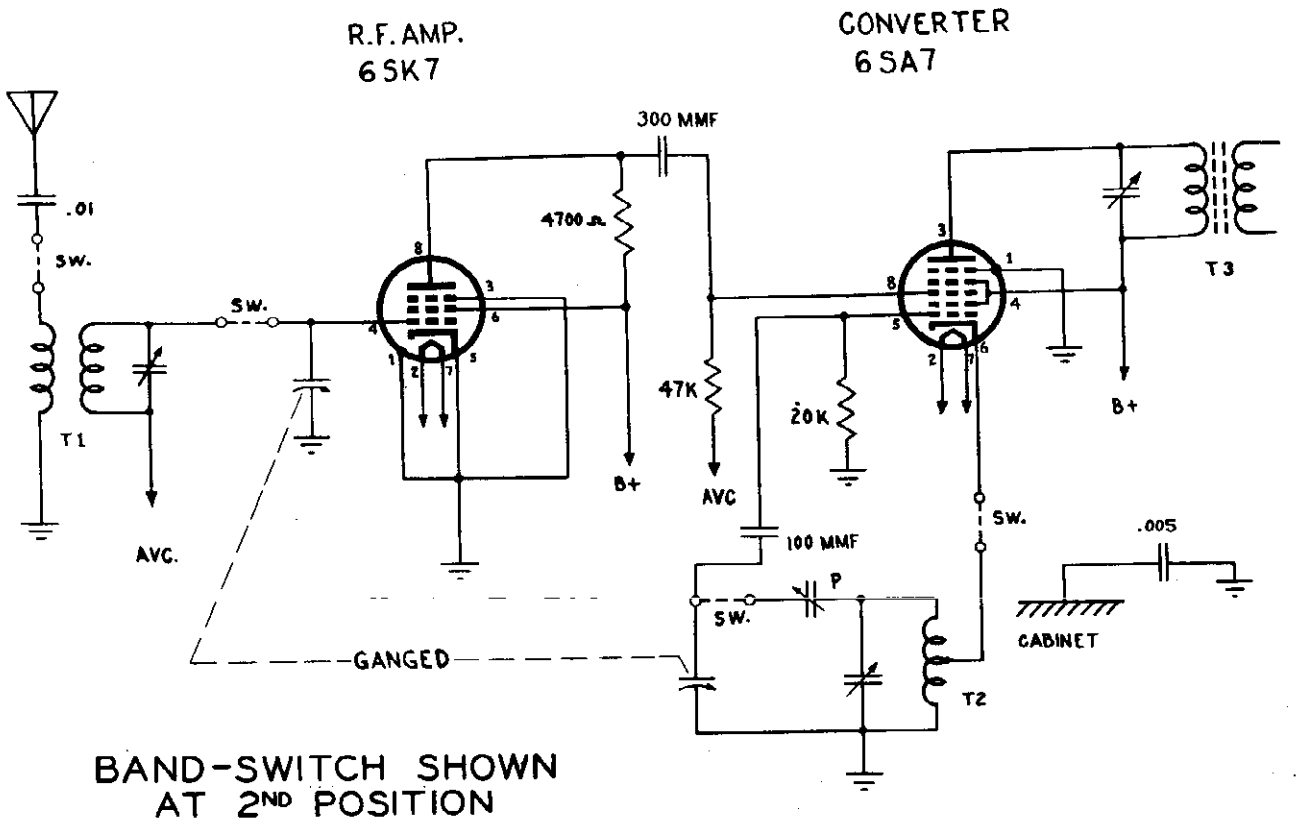 R.F. AMP.
6SK7
CONVERTER
6SA7
300 MMF
.01
4700 Ω
SW.
SW.
8
3
6
4
1
2
7
5
3
1
8
4
5
2
7
6
T3
T1
47K
20K
B+
B+
AVC
AVC.
SW.
.005
100 MMF
P
SW.
CABINET
GANGED
T2
BAND-SWITCH SHOWN
AT 2ND POSITION